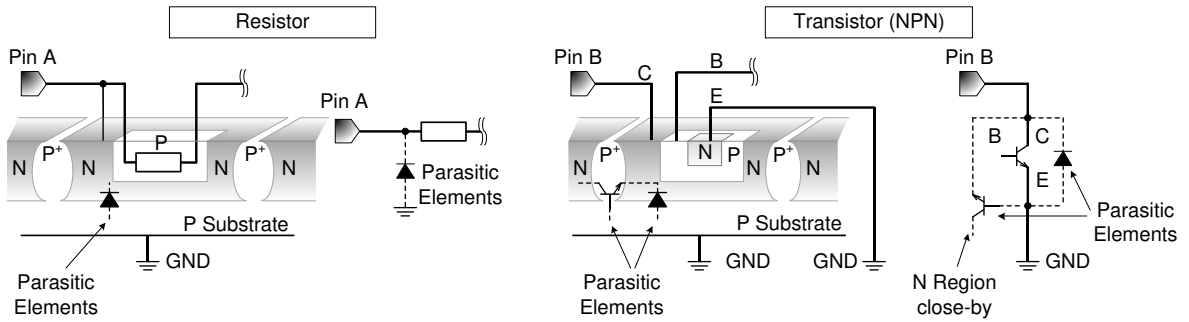 Resistor
Transistor (NPN)
Pin A
Pin B
C
B
E
Pin B
Pin A
N
P+
N
P
N
P+
N
Parasitic
Elements
P Substrate
GND
Parasitic
Elements
N
P+
N
P
P+
N
N
P Substrate
GND
GND
Parasitic
Elements
B
C
E
Parasitic
Elements
GND
N Region
close-by